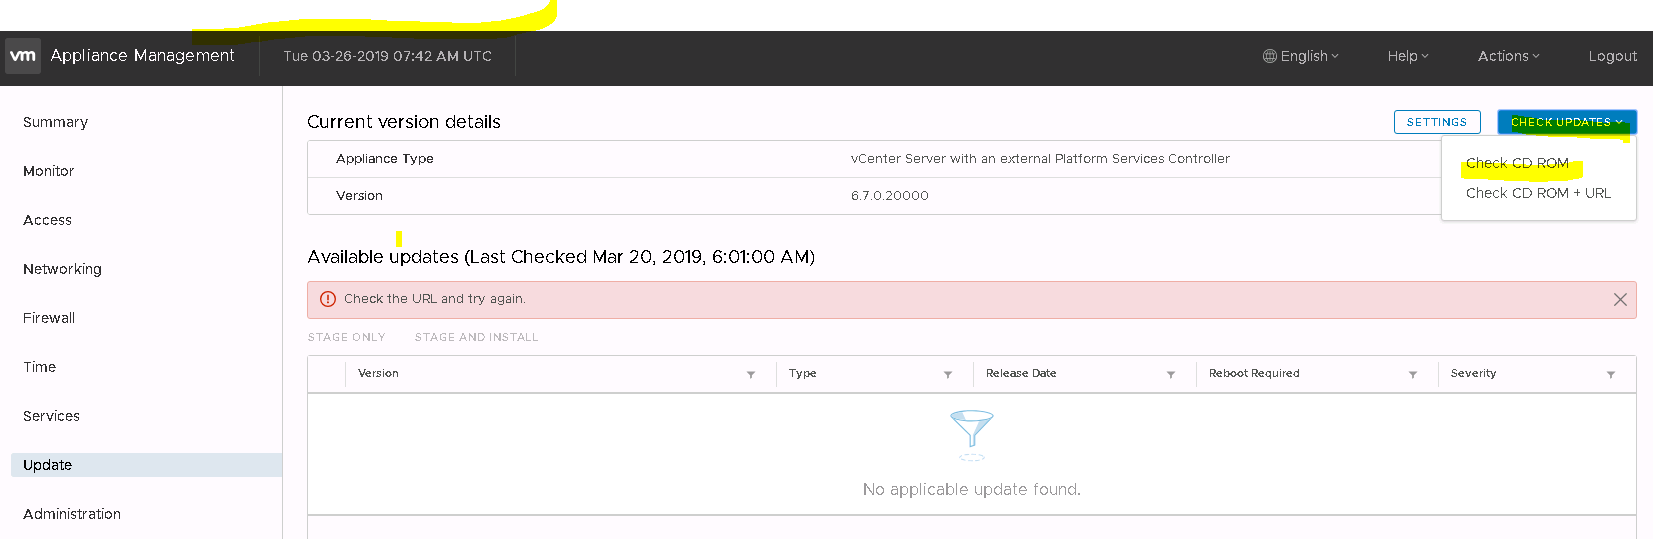 vm Appliance Management Tue 03-26-2019 07:42 AM UTC English Help Actions Logout
Summary
Monitor
Access
Networking
Firewall
Time
Services
Update
Administration
Current version details SETTINGS CHECK UPDATES
Check CD ROM
Check CD ROM + URL
Appliance Type vCenter Server with an external Platform Services Controller
Version 6.7.0.20000
Available updates (Last Checked Mar 20, 2019, 6:01:00 AM)
Check the URL and try again.
STAGE ONLY STAGE AND INSTALL
Version Type Release Date Reboot Required Severity
No applicable update found.